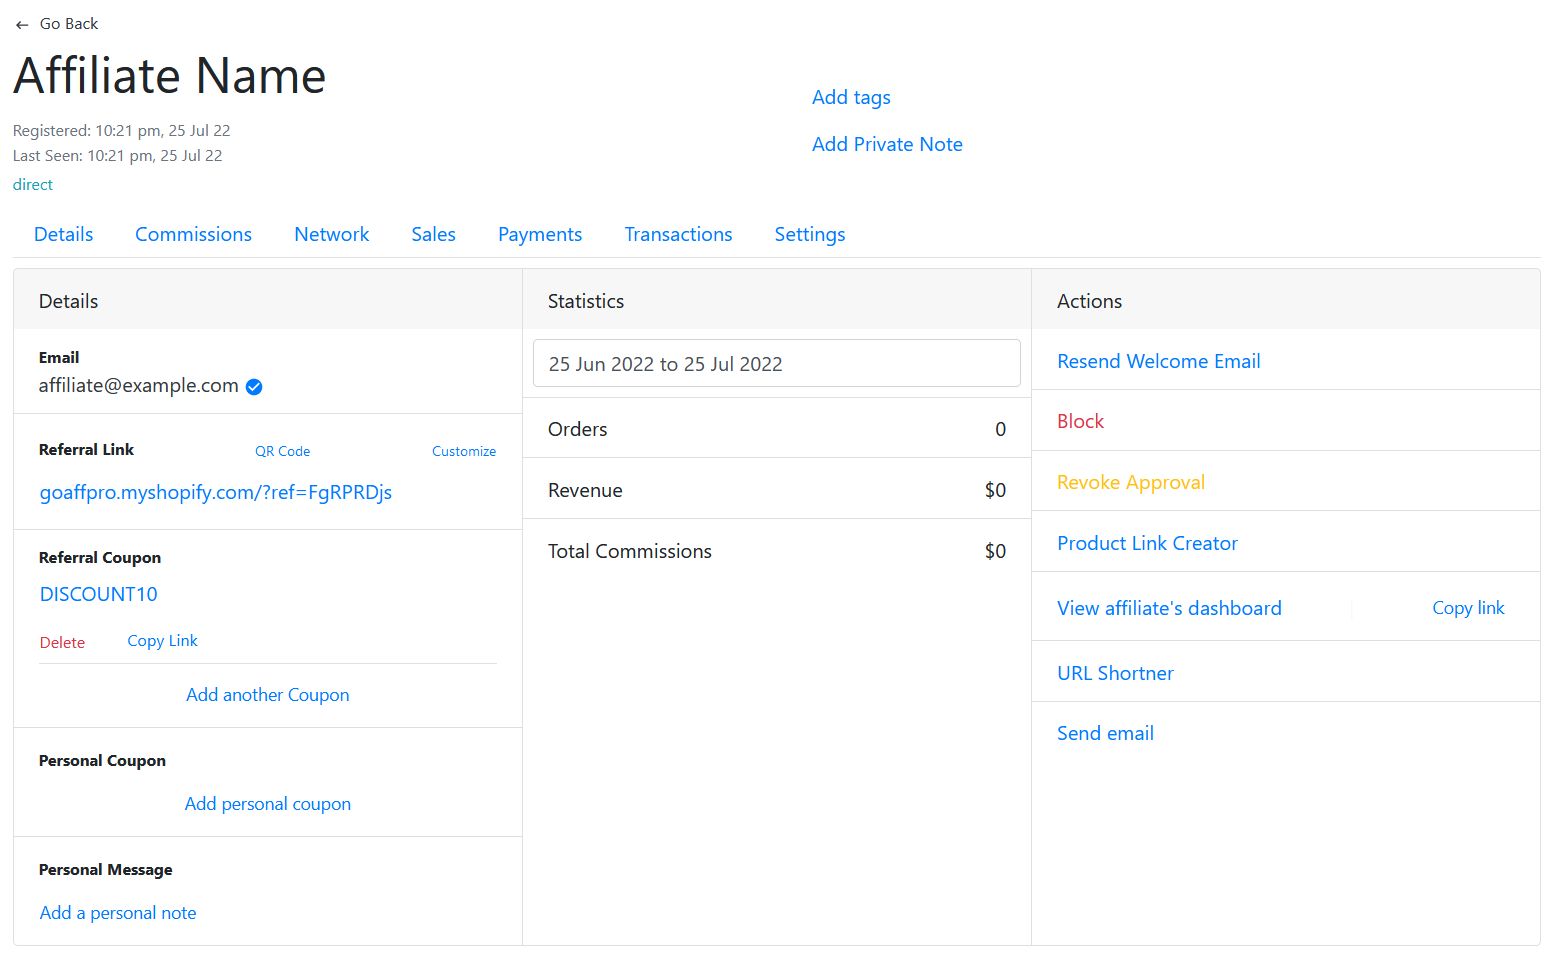 ← Go Back
Affiliate Name
Registered: 10:21 pm, 25 Jul 22
Last Seen: 10:21 pm, 25 Jul 22
direct
Add tags
Add Private Note
Details Commissions Network Sales Payments Transactions Settings
Details
Email
affiliate@example.com
Referral Link QR Code Customize
goaffpro.myshopify.com/?ref=FgRPRDjs
Referral Coupon
DISCOUNT10
Delete Copy Link
Add another Coupon
Personal Coupon
Add personal coupon
Personal Message
Add a personal note
Statistics
25 Jun 2022 to 25 Jul 2022
Orders 0
Revenue $0
Total Commissions $0
Actions
Resend Welcome Email
Block
Revoke Approval
Product Link Creator
View affiliate's dashboard Copy link
URL Shortner
Send email